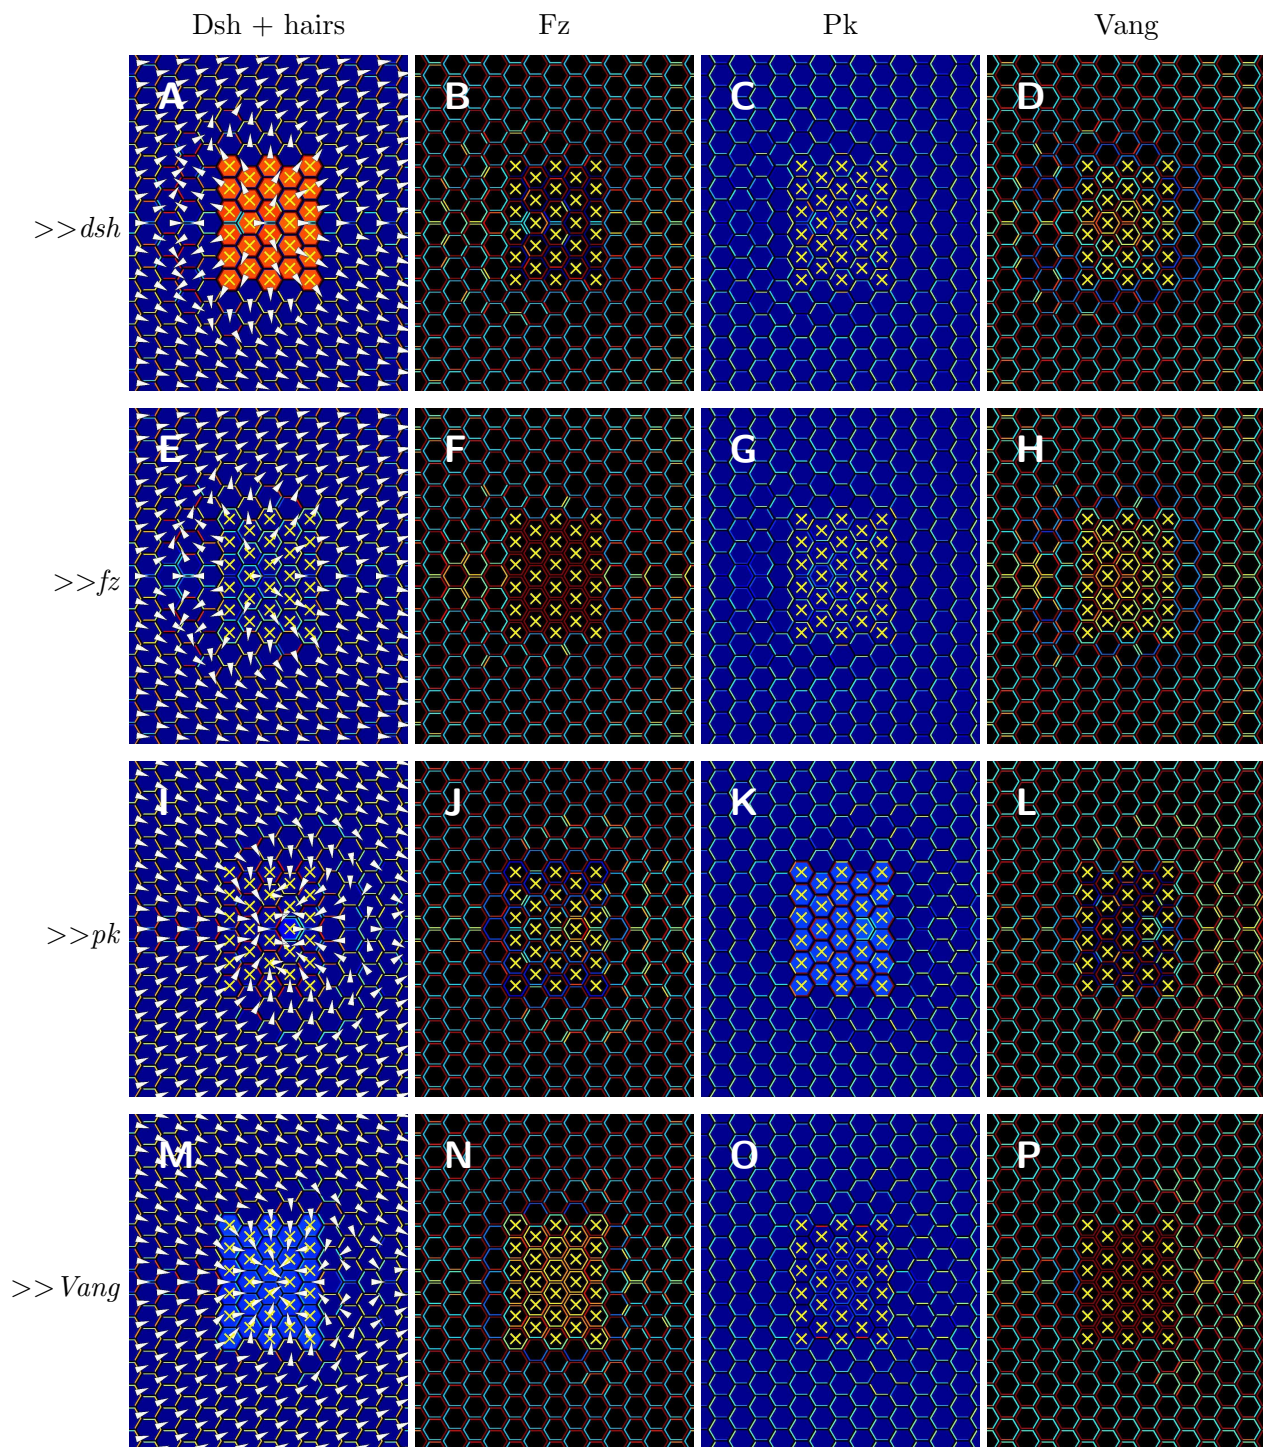 Dsh + hairs Fz Pk Vang
A B C D
>>dsh
E F G H
>>fz
I J K L
>>pk
M N O P
>>Vang